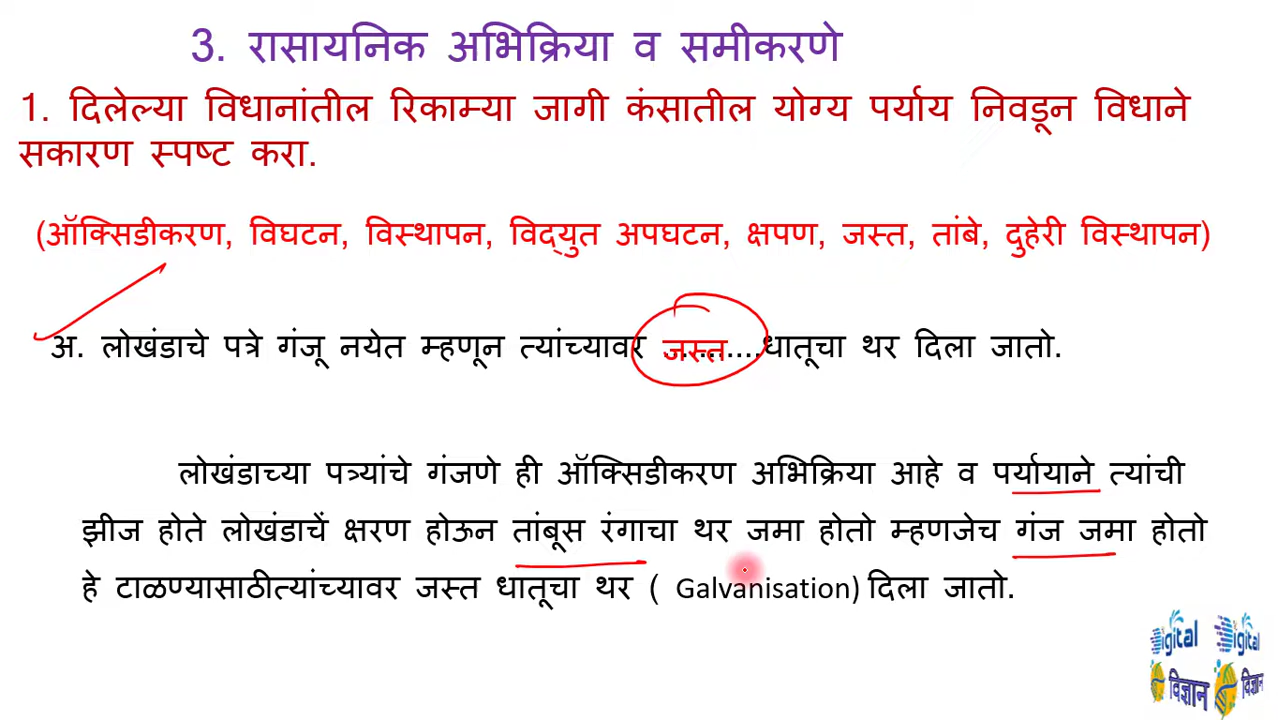 3. रासायनिक अभिक्रिया व समीकरणे
1. दिलेल्या विधानांतील रिकाम्या जागी कंसातील योग्य पर्याय निवडून विधाने
सकारण स्पष्ट करा.
(ऑक्सिडीकरण, विघटन, विस्थापन, विद्युत अपघटन, क्षपण, जस्त, तांबे, दुहेरी विस्थापन)
अ. लोखंडाचे पत्रे गंजू नयेत म्हणून त्यांच्यावर जस्त..........धातूचा थर दिला जातो.
लोखंडाच्या पत्र्यांचे गंजणे ही ऑक्सिडीकरण अभिक्रिया आहे व पर्यायाने त्यांची
झीज होते लोखंडाचें क्षरण होऊन तांबूस रंगाचा थर जमा होतो म्हणजेच गंज जमा होतो
हे टाळण्यासाठीत्यांच्यावर जस्त धातूचा थर ( Galvanisation) दिला जातो.
Digital Digital
विज्ञान विज्ञान